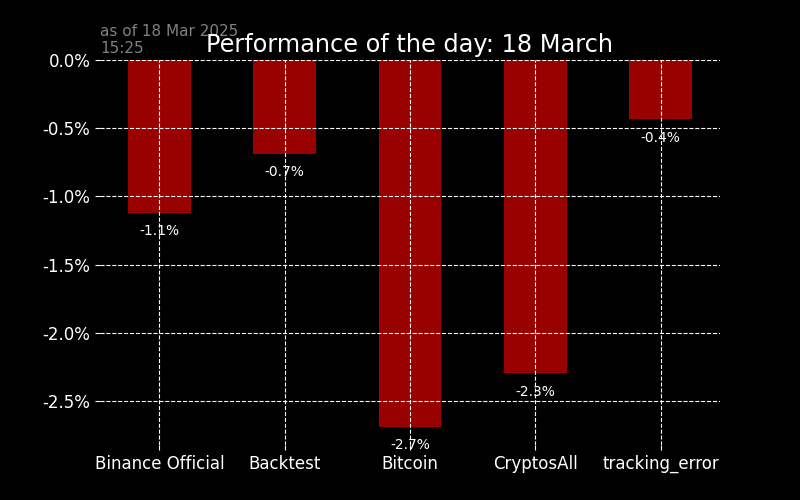 as of 18 Mar 2025
15:25
Performance of the day: 18 March
0.0%
-0.5%
-1.0%
-1.5%
-2.0%
-2.5%
-1.1%
-0.7%
-2.7%
-2.3%
-0.4%
Binance Official
Backtest
Bitcoin
CryptosAll
tracking_error